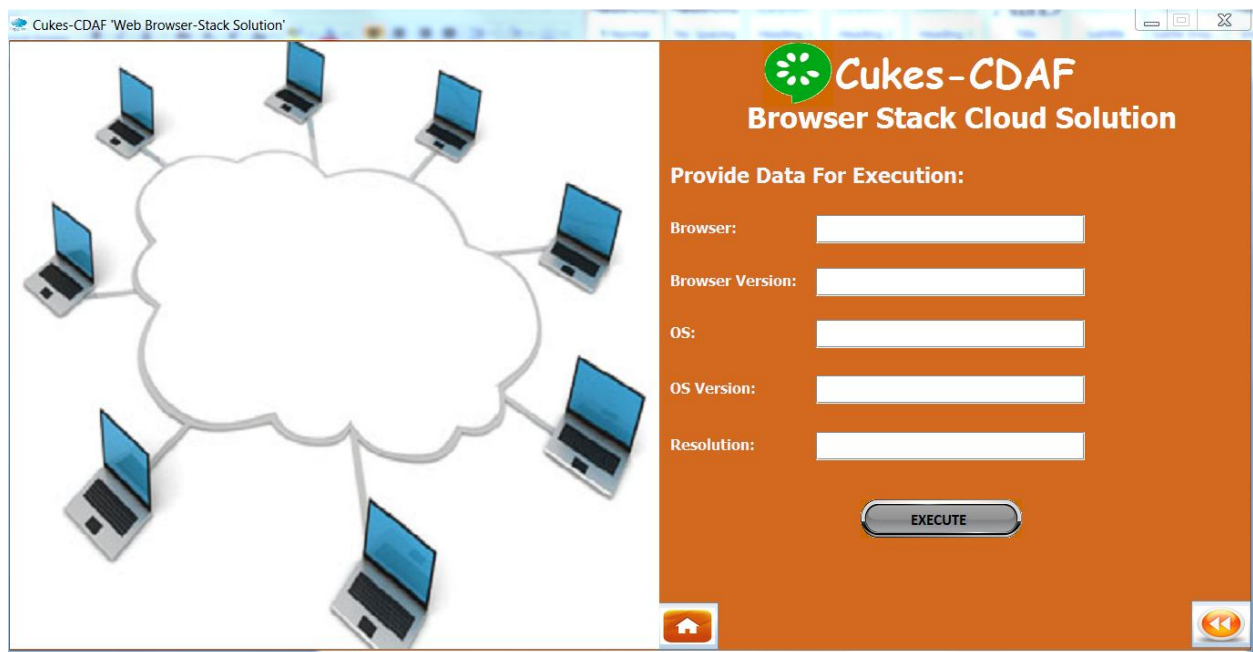 Cukes-CDAF 'Web Browser-Stack Solution'
Cukes-CDAF
Browser Stack Cloud Solution
Provide Data For Execution:
Browser:
Browser Version:
OS:
OS Version:
Resolution:
EXECUTE